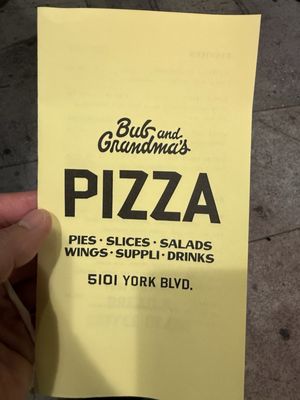 Bub and
Grandma's
PIZZA
PIES · SLICES · SALADS
WINGS · SUPPLI · DRINKS
5101 YORK BLVD.